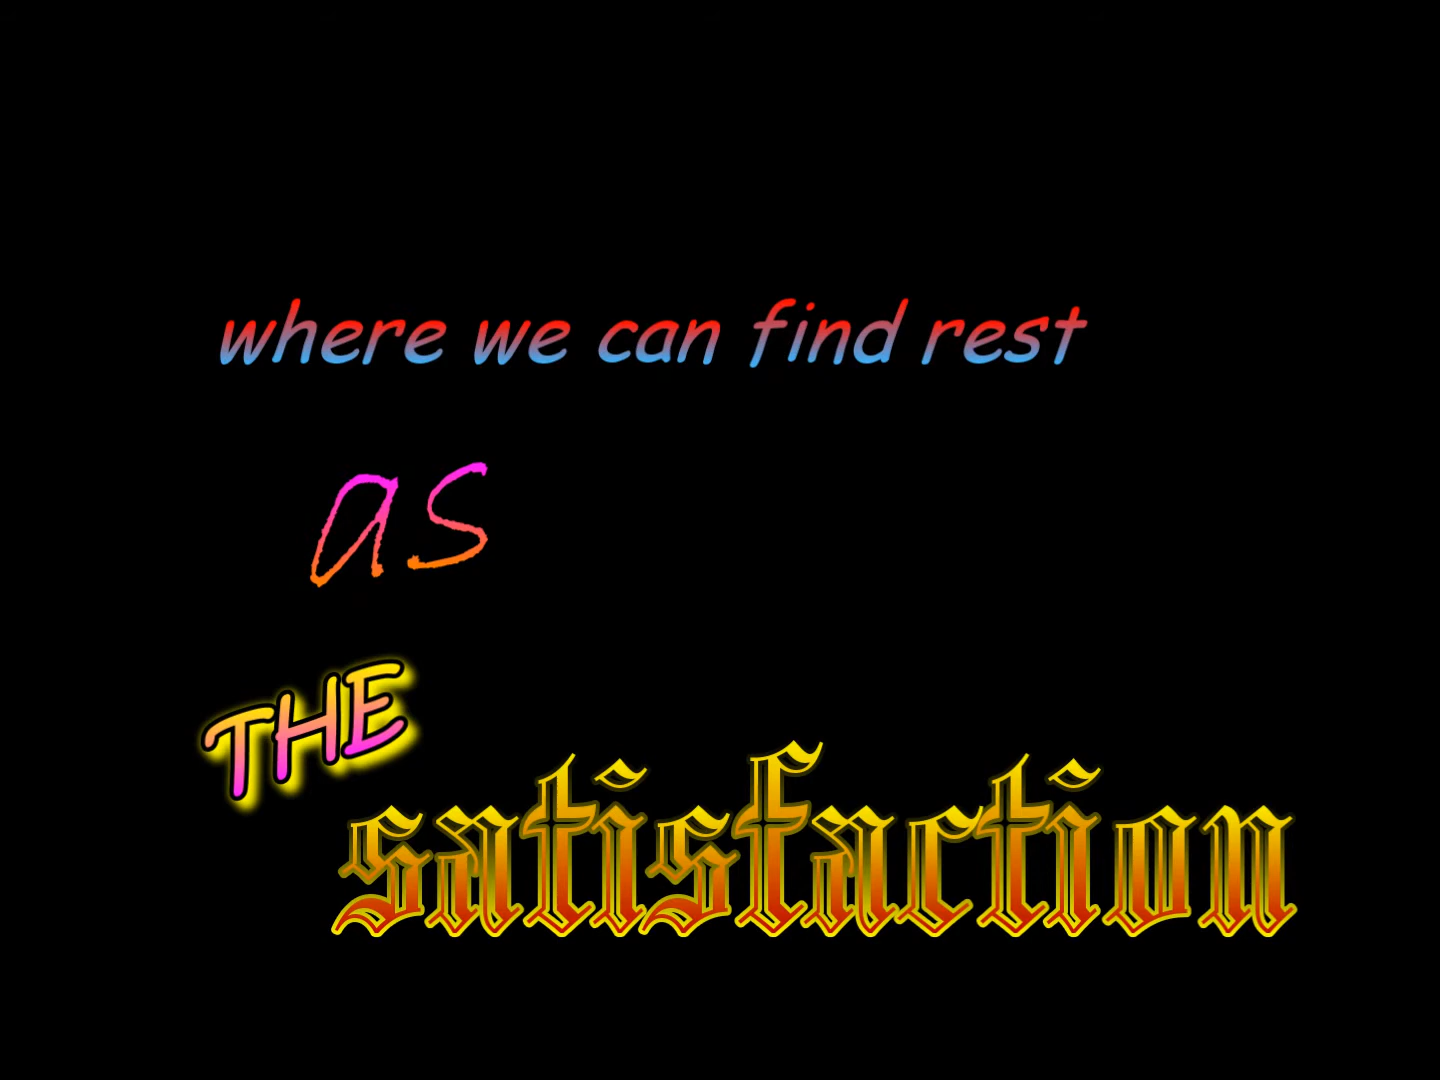 where we can find rest
as
THE
satisfaction